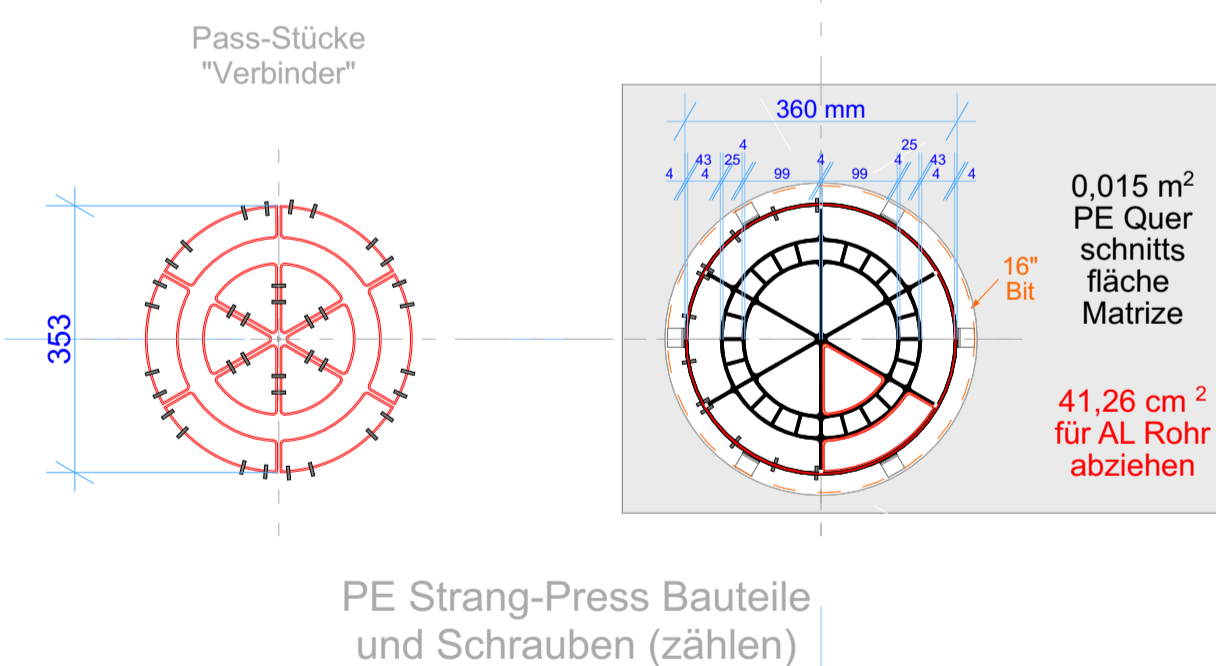 Pass-Stücke
"Verbinder"
353
360 mm
4
25
4 43 25 99 4 99 4 43
4 4 4
16"
Bit
0,015 m²
PE Quer
schnitts
fläche
Matrize
41,26 cm ²
für AL Rohr
abziehen
PE Strang-Press Bauteile
und Schrauben (zählen)